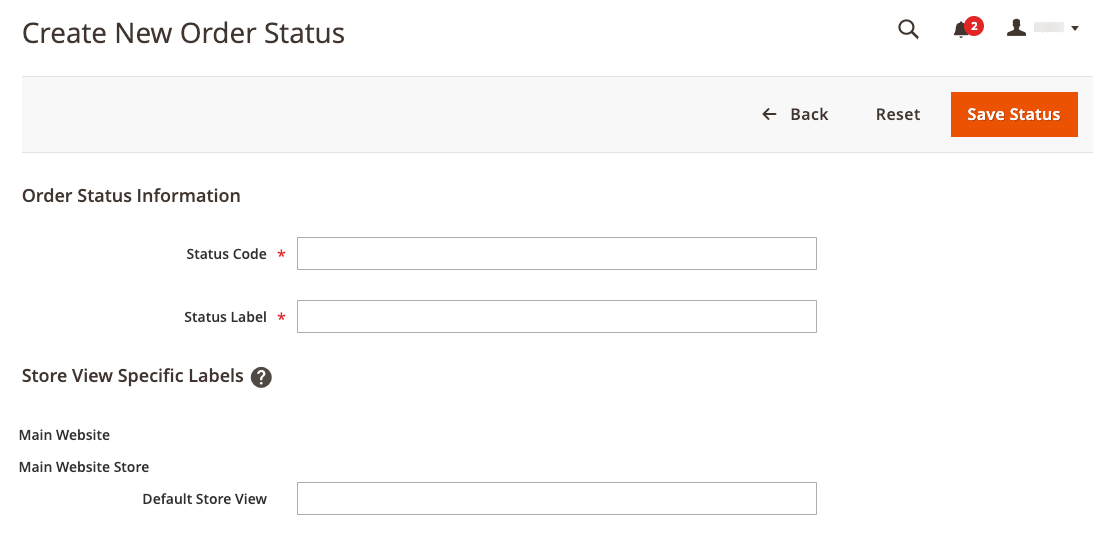 Create New Order Status
2
Back Reset Save Status
Order Status Information
Status Code *
Status Label *
Store View Specific Labels ?
Main Website
Main Website Store
Default Store View